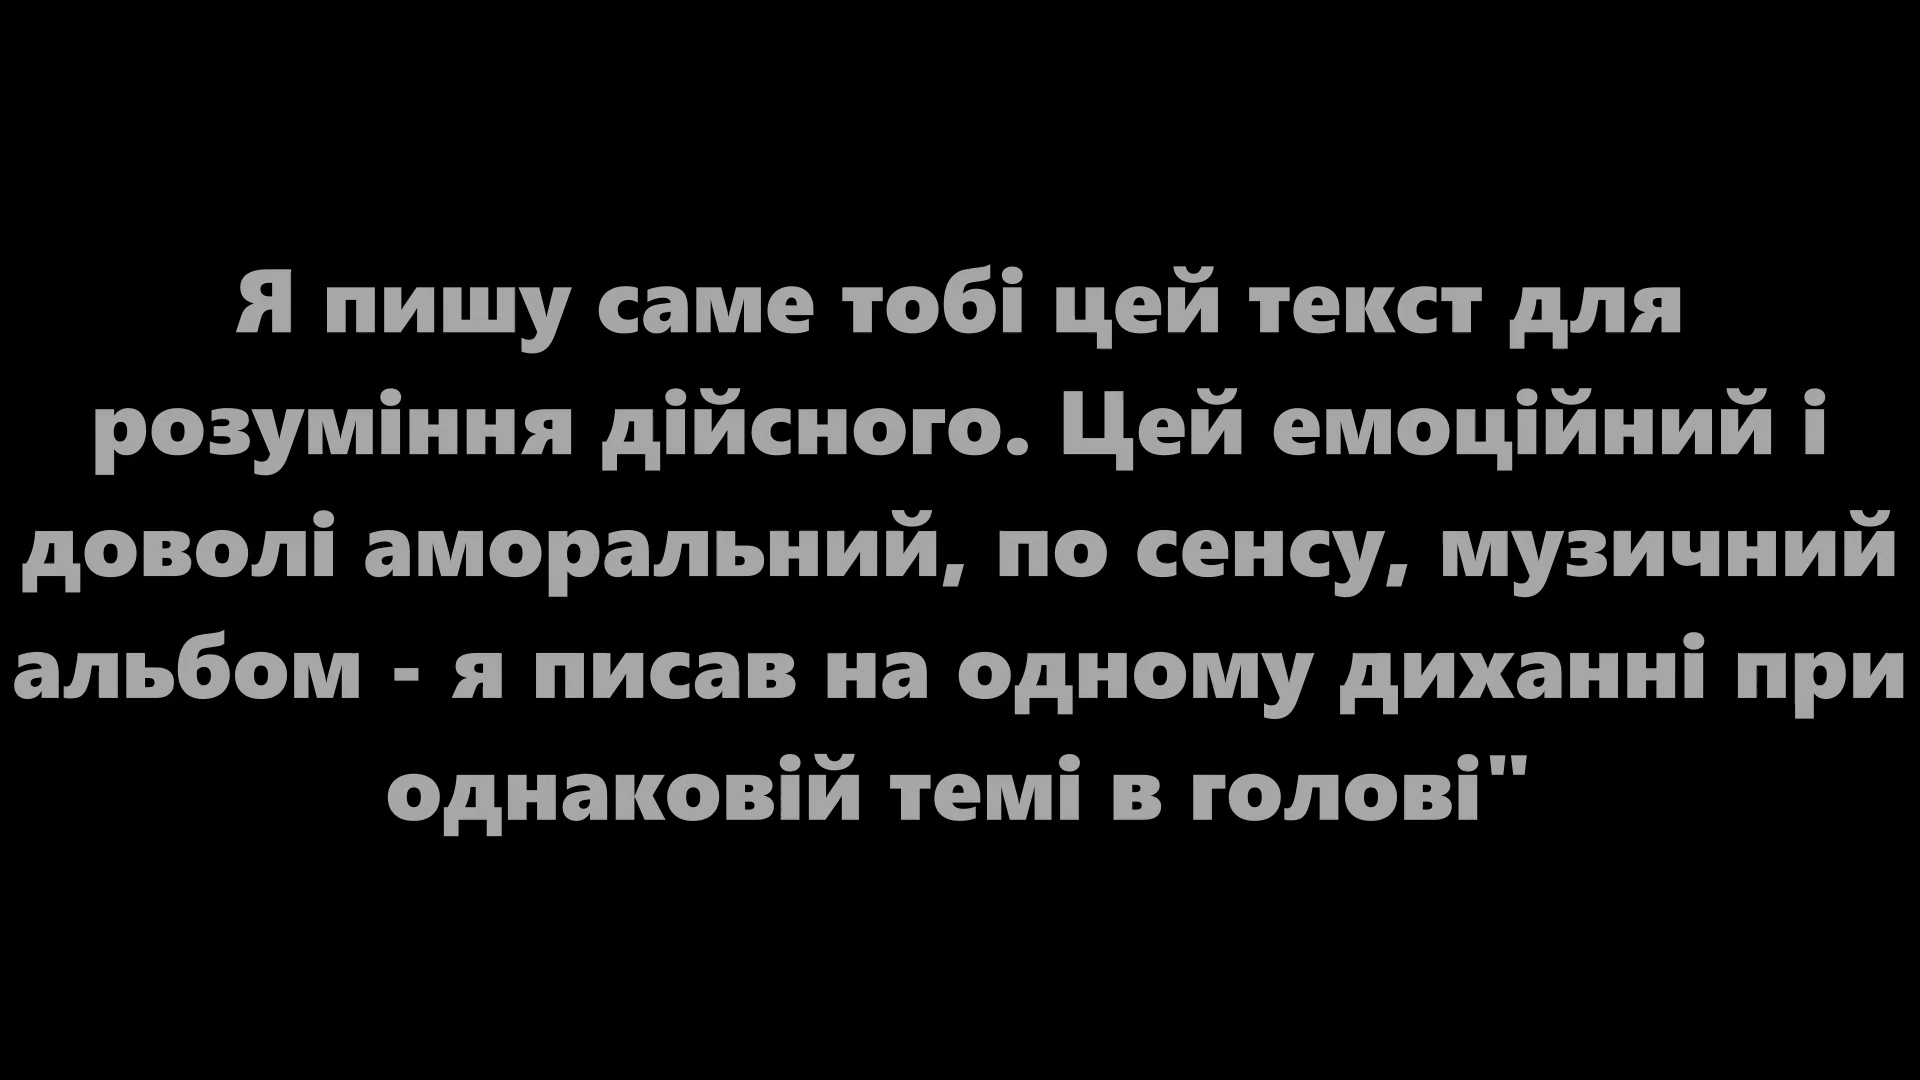 Я пишу саме тобі цей текст для
розуміння дійсного. Цей емоційний і
доволі аморальний, по сенсу, музичний
альбом - я писав на одному диханні при
однаковій темі в голові"